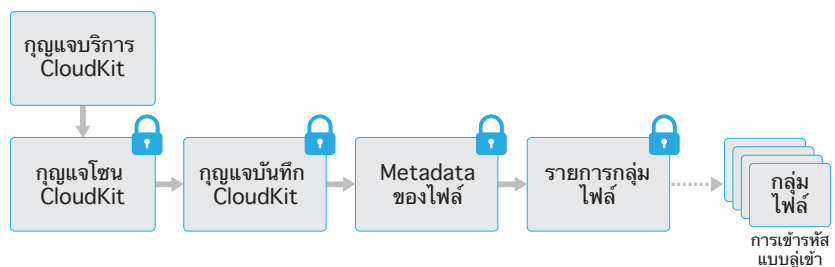 กุญแจบริการ
CloudKit
กุญแจโซน
CloudKit
กุญแจบันทึก
CloudKit
Metadata
ของไฟล์
รายการกลุ่ม
ไฟล์
กลุ่ม
ไฟล์
การเข้ารหัส
แบบลู่เข้า